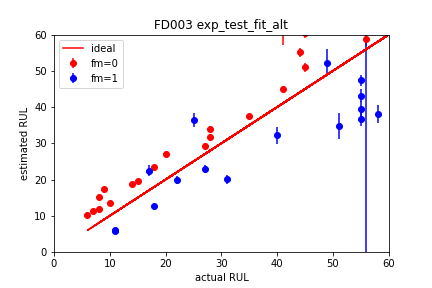 FD003 exp_test_fit_alt
60
50
40
30
20
10
0
estimated RUL
ideal
fm=0
fm=1
0 10 20 30 40 50 60
actual RUL